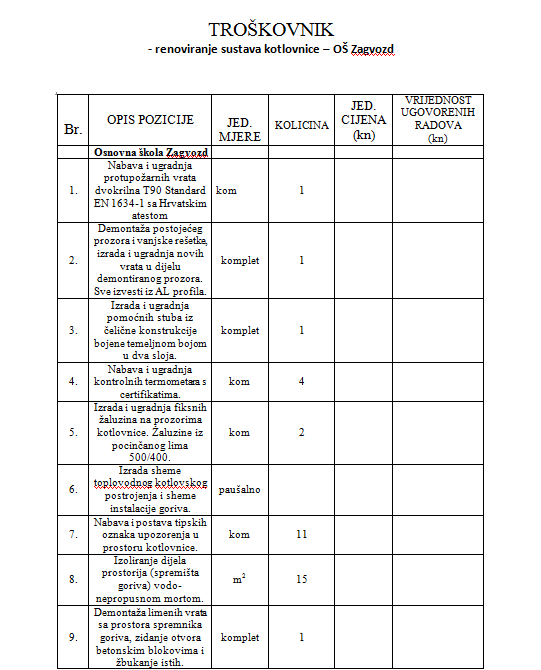 TROŠKOVNIK
- renoviranje sustava kotlovnice – OŠ Zagvozd
Br.
OPIS POZICIJE
JED.
MJERE
KOLICINA
JED.
CIJENA
(kn)
VRIJEDNOST
UGOVORENIH
RADOVA
(kn)
Osnovna škola Zagvozd
1.
Nabava i ugradnja
protupožarnih vrata
dvokrilna T90 Standard
EN 1634-1 sa Hrvatskim
atestom
kom
1
2.
Demontaža postojećeg
prozora i vanjske rešetke,
izrada i ugradnja novih
vrata u dijelu
demontiranog prozora.
Sve izvesti iz AL profila.
komplet
1
3.
Izrada i ugradnja
pomoćnih stuba iz
čelične konstrukcije
bojene temeljnom bojom
u dva sloja.
komplet
1
4.
Nabava i ugradnja
kontrolnih termometara s
certifikatima.
kom
4
5.
Izrada i ugradnja fiksnih
žaluzina na prozorima
kotlovnice. Žaluzine iz
pocinčanog lima
500/400.
kom
2
6.
Izrada sheme
toplovodnog kotlovskog
postrojenja i sheme
instalacije goriva.
paušalno
7.
Nabava i postava tipskih
oznaka upozorenja u
prostoru kotlovnice.
kom
11
8.
Izoliranje dijela
prostorija (spremišta
goriva) vodo-
nepropusnom mortom.
m²
15
9.
Demontaža limenih vrata
sa prostora spremnika
goriva, zidanje otvora
betonskim blokovima i
žbukanje istih.
komplet
1